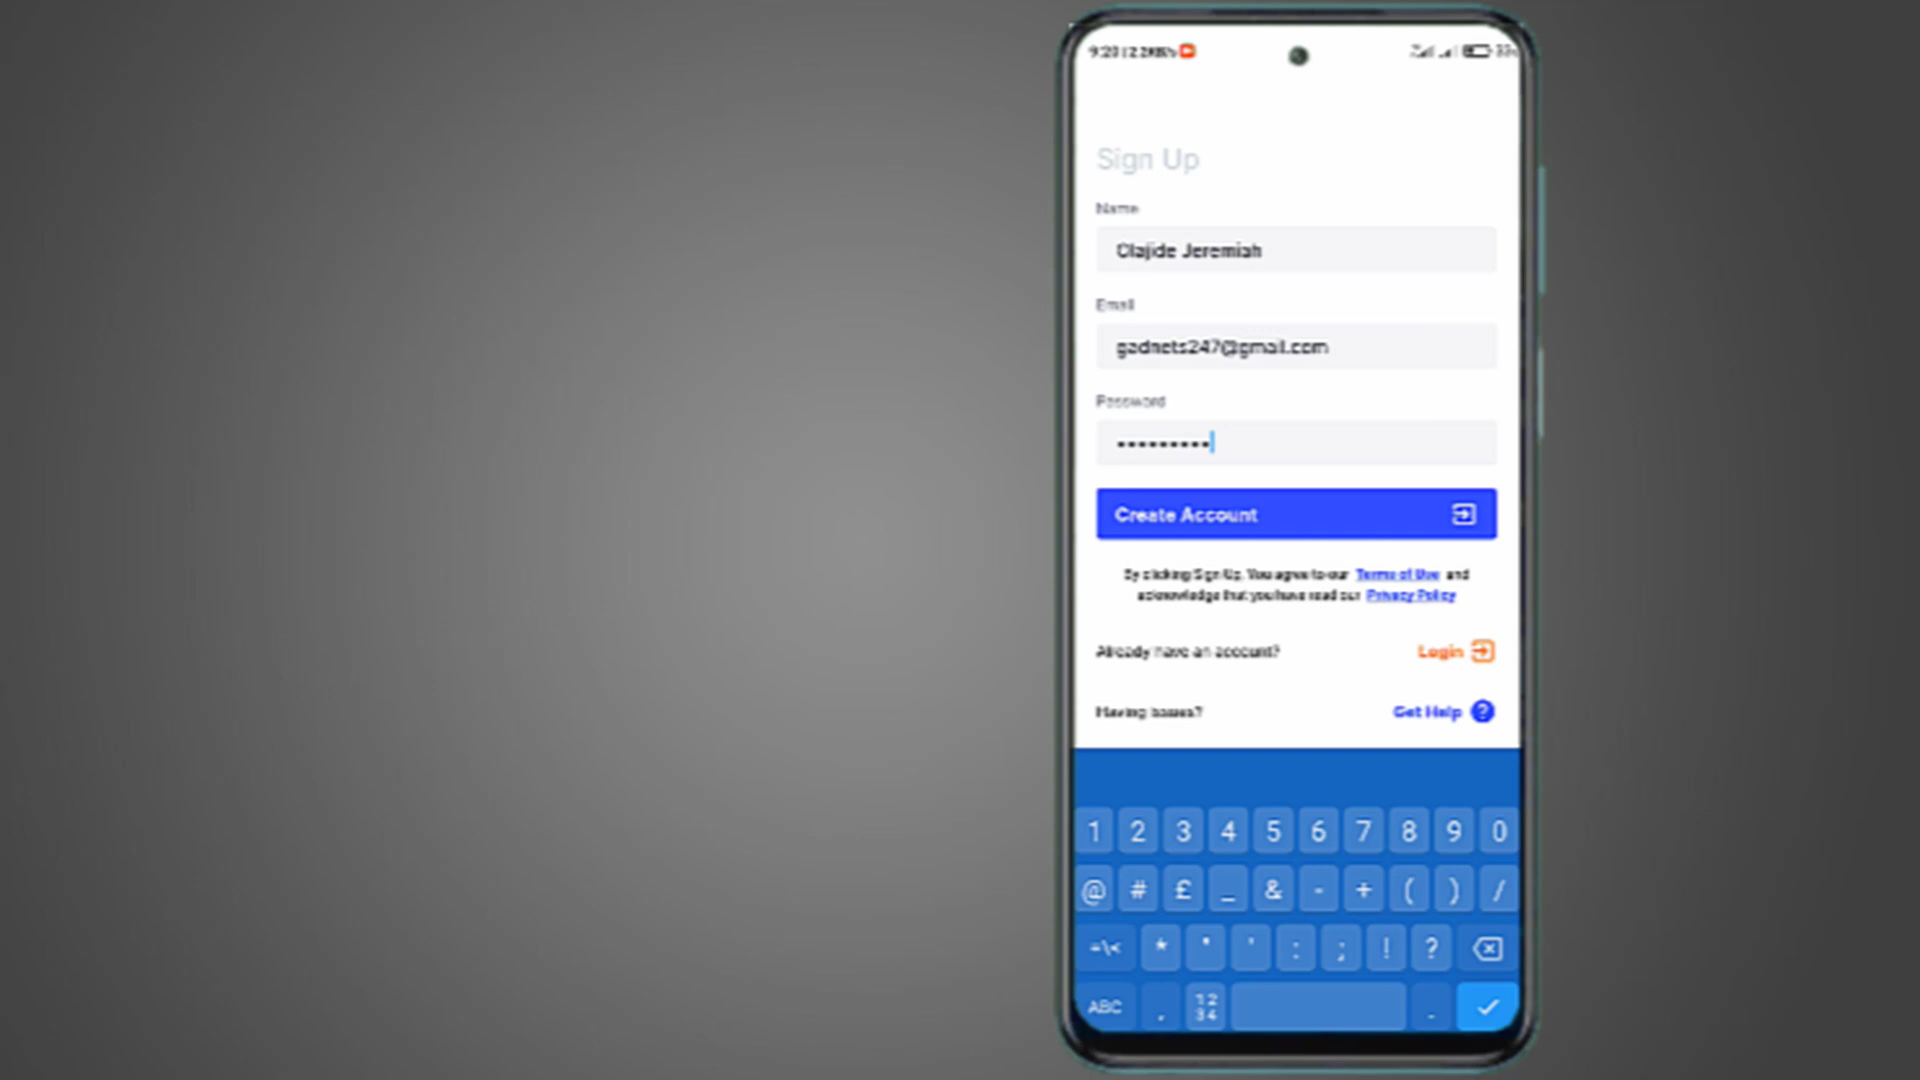 Sign Up
Name
Olajide Jeremiah
Email
gadnets247@gmail.com
Password
•••••••••
Create Account
By clicking Sign Up, You agree to our Terms of Use and
acknowledge that you have read our Privacy Policy
Already have an account? Login
Having issues? Get Help ?
1 2 3 4 5 6 7 8 9 0
@ # £ _ & - + ( ) /
=\< * " ' : ; ! ?
ABC , 12 34 .